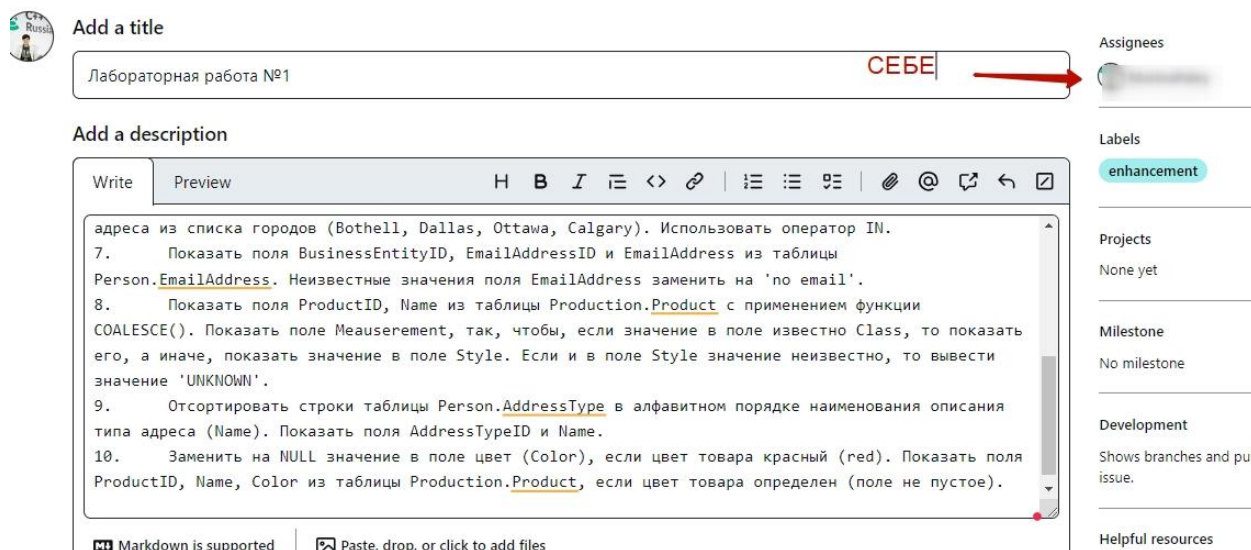 C++
Russia
Add a title
Лабораторная работа №1
СЕБЕ
Assignees
Add a description
Labels
enhancement
Write Preview
адреса из списка городов (Bothell, Dallas, Ottawa, Calgary). Использовать оператор IN.
7. Показать поля BusinessEntityID, EmailAddressID и EmailAddress из таблицы
Person.EmailAddress. Неизвестные значения поля EmailAddress заменить на 'no email'.
8. Показать поля ProductID, Name из таблицы Production.Product с применением функции
COALESCE(). Показать поле Meauserement, так, чтобы, если значение в поле известно Class, то показать
его, а иначе, показать значение в поле Style. Если и в поле Style значение неизвестно, то вывести
значение 'UNKNOWN'.
9. Отсортировать строки таблицы Person.AddressType в алфавитном порядке наименования описания
типа адреса (Name). Показать поля AddressTypeID и Name.
10. Заменить на NULL значение в поле цвет (Color), если цвет товара красный (red). Показать поля
ProductID, Name, Color из таблицы Production.Product, если цвет товара определен (поле не пустое).
Projects
None yet
Milestone
No milestone
Development
Shows branches and pu
issue.
Helpful resources
Markdown is supported
Paste, drop, or click to add files